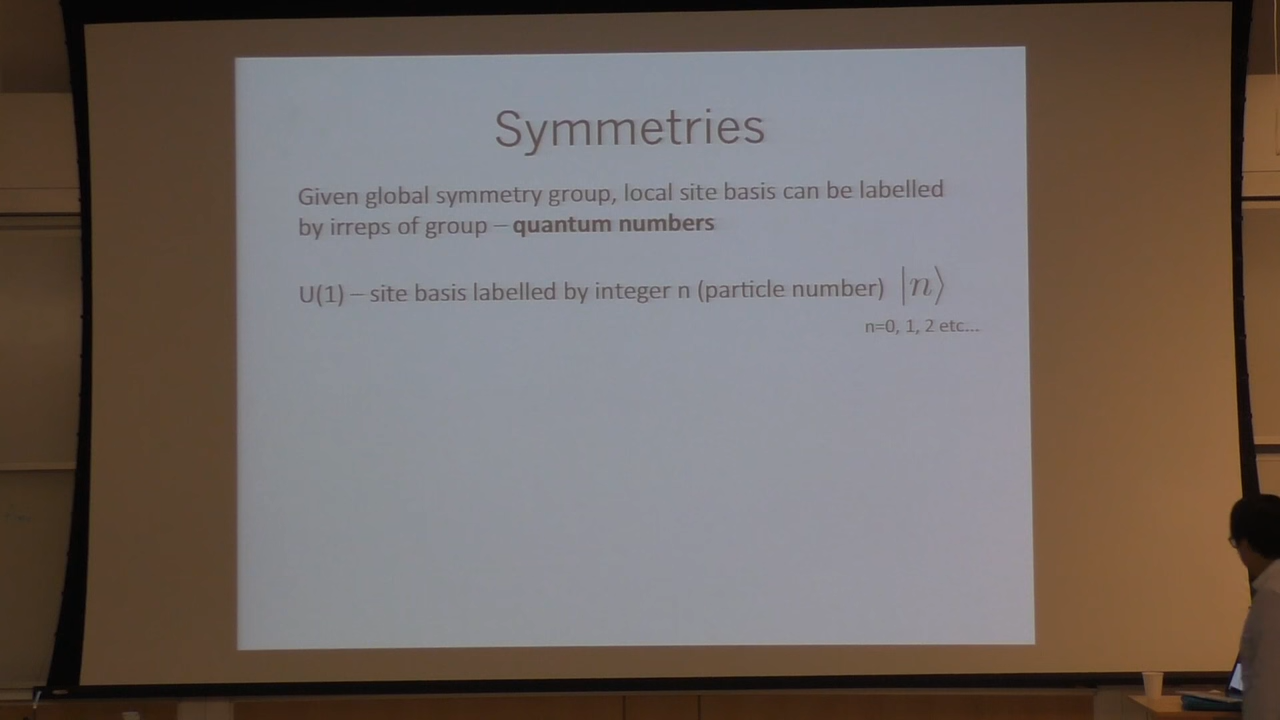 Symmetries
Given global symmetry group, local site basis can be labelled
by irreps of group – quantum numbers
U(1) – site basis labelled by integer n (particle number) |n⟩
n=0, 1, 2 etc...